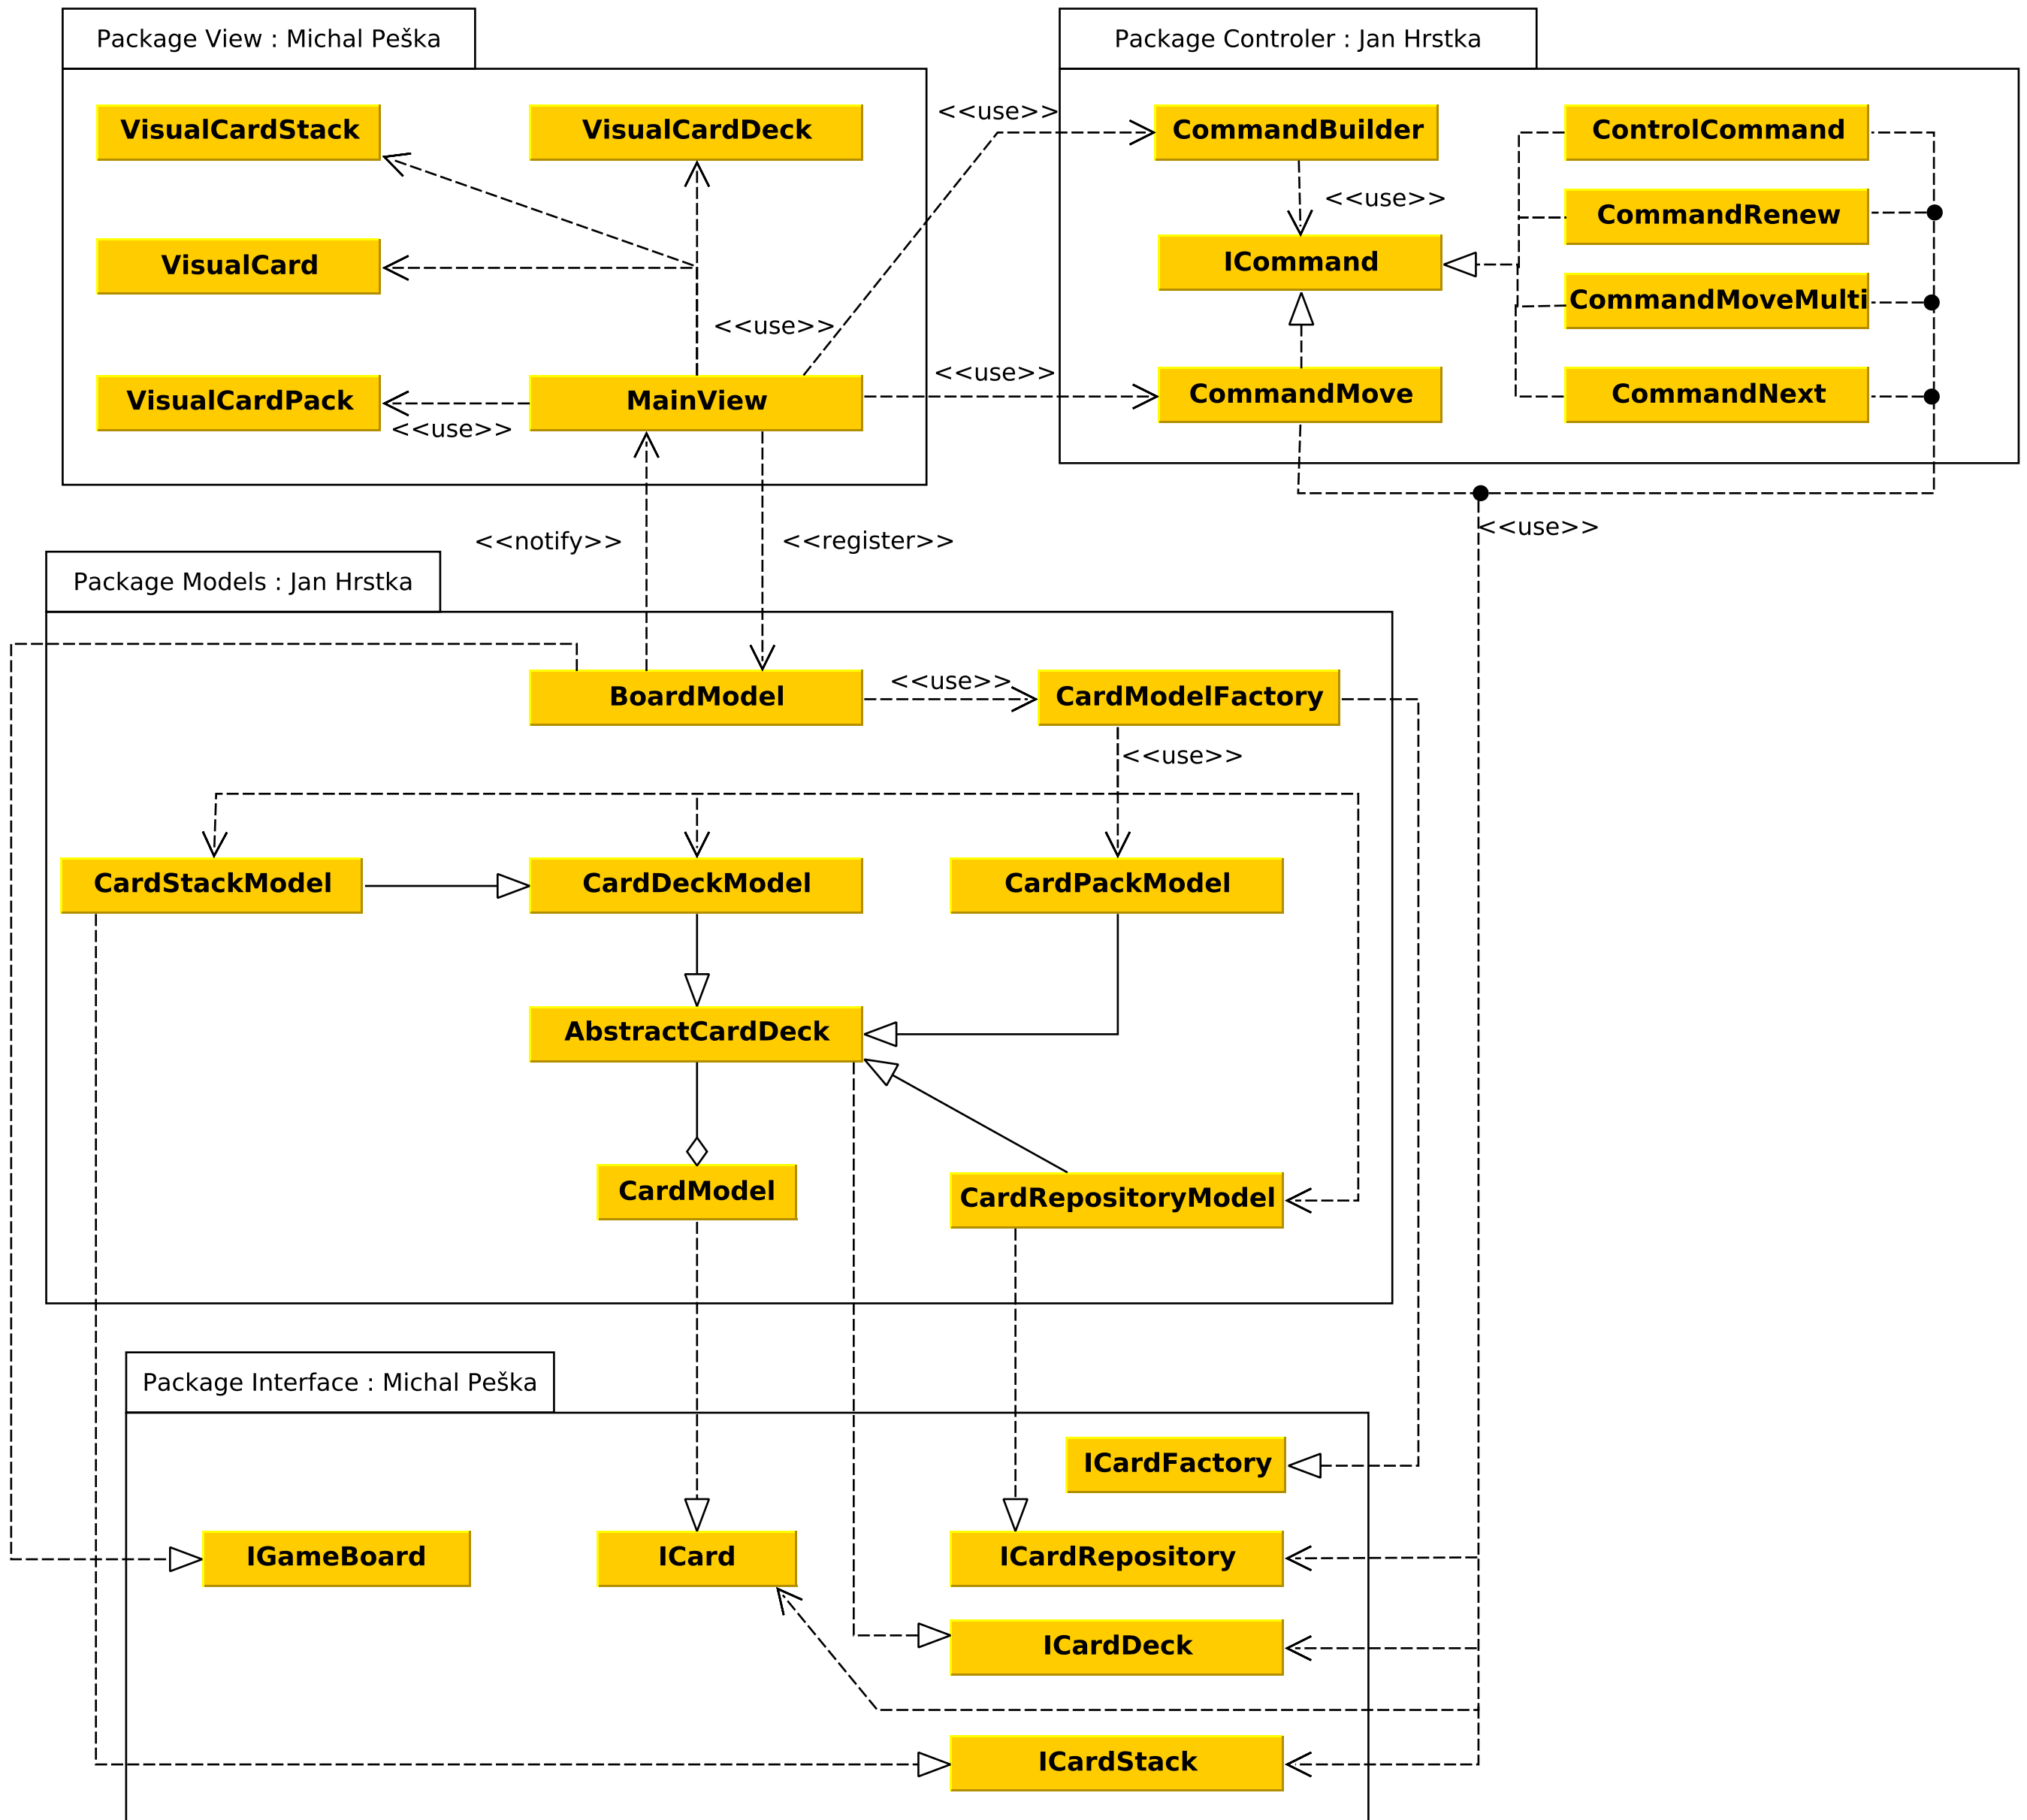 Package View : Michal Peška
Package Controler : Jan Hrstka
VisualCardStack
VisualCardDeck
<<use>>
CommandBuilder
ControlCommand
<<use>>
CommandRenew
VisualCard
ICommand
<<use>>
CommandMoveMulti
VisualCardPack
MainView
<<use>>
CommandMove
CommandNext
<<use>>
<<notify>>
<<register>>
<<use>>
Package Models : Jan Hrstka
BoardModel
<<use>>
CardModelFactory
<<use>>
CardStackModel
CardDeckModel
CardPackModel
AbstractCardDeck
CardModel
CardRepositoryModel
Package Interface : Michal Peška
ICardFactory
IGameBoard
ICard
ICardRepository
ICardDeck
ICardStack